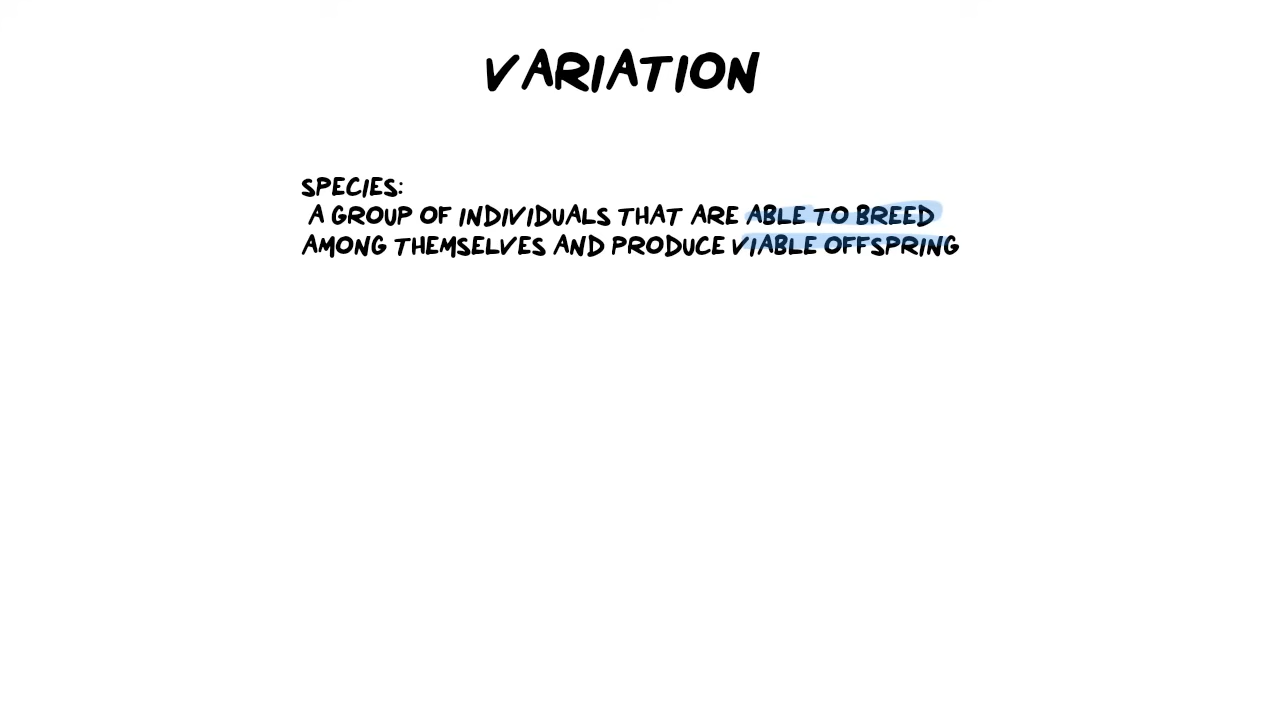 VARIATION
SPECIES:
A GROUP OF INDIVIDUALS THAT ARE ABLE TO BREED
AMONG THEMSELVES AND PRODUCE VIABLE OFFSPRING